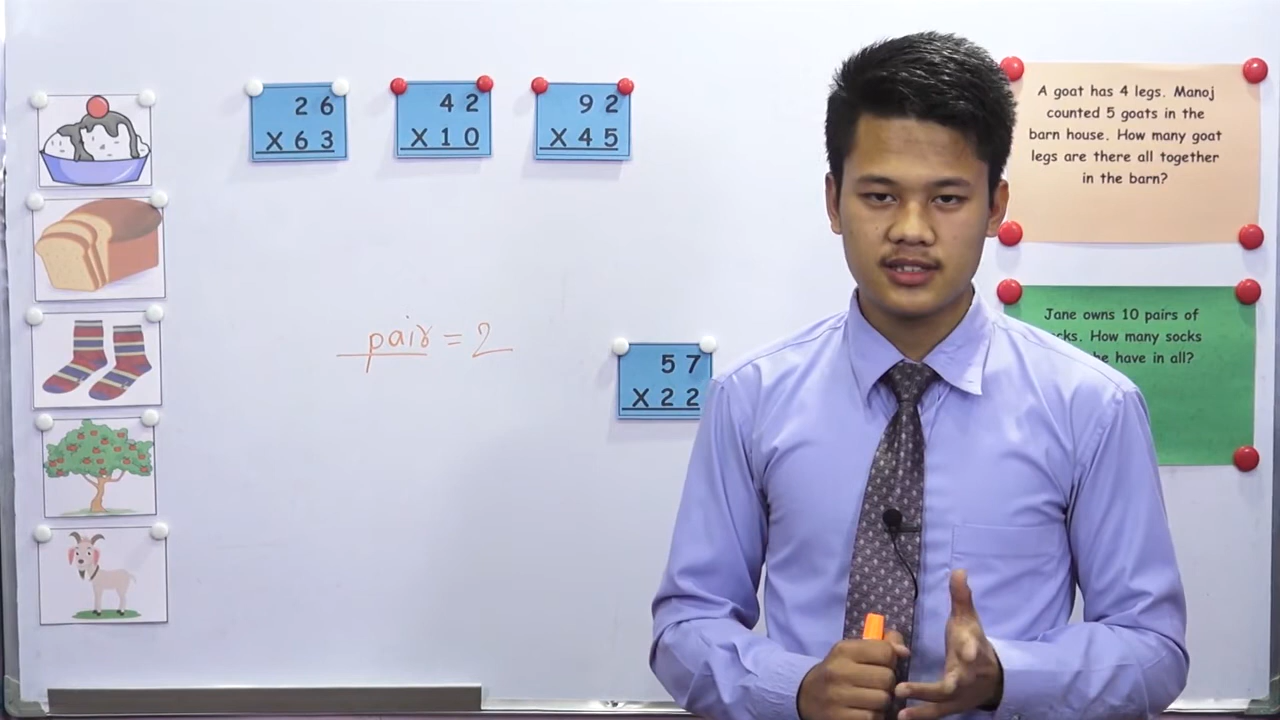 26
X 63
42
X 10
92
X 45
pair = 2
57
X 22
A goat has 4 legs. Manoj
counted 5 goats in the
barn house. How many goat
legs are there all together
in the barn?
Jane owns 10 pairs of
How many socks
have in all?